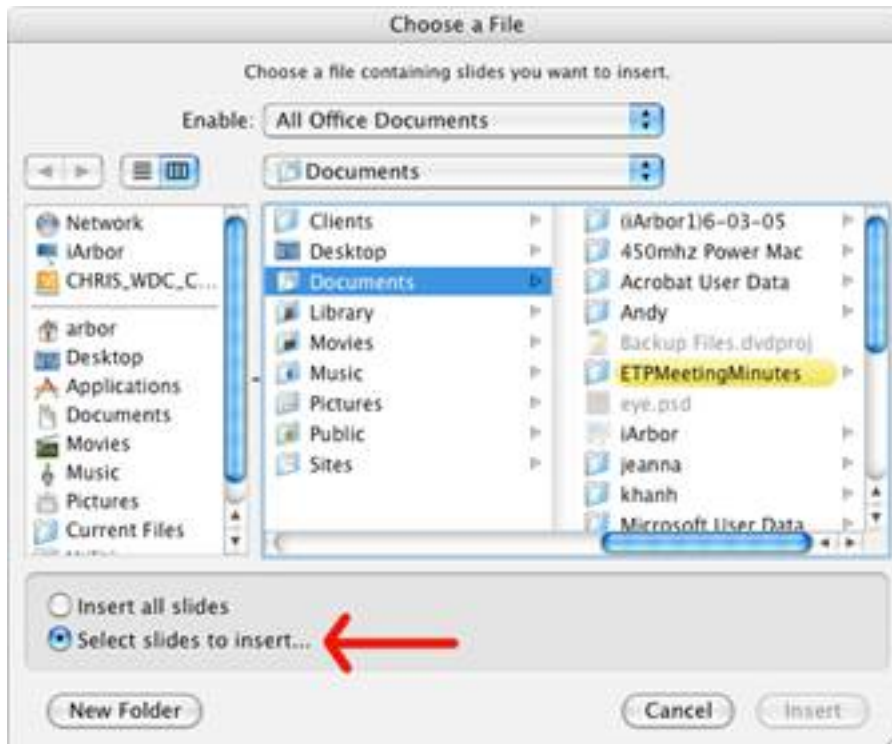 Choose a File
Choose a file containing slides you want to insert.
Enable: All Office Documents
Documents
Network
iArbor
CHRIS_WDC_C...
arbor
Desktop
Applications
Documents
Movies
Music
Pictures
Current Files
Clients
Desktop
Documents
Library
Movies
Music
Pictures
Public
Sites
(iArbor1)6-03-05
450mhz Power Mac
Acrobat User Data
Andy
Backup Files.dvdproj
ETPMeetingMinutes
eye.psd
iArbor
jeanna
khanh
Microsoft User Data
Insert all slides
Select slides to insert...
New Folder
Cancel
Insert